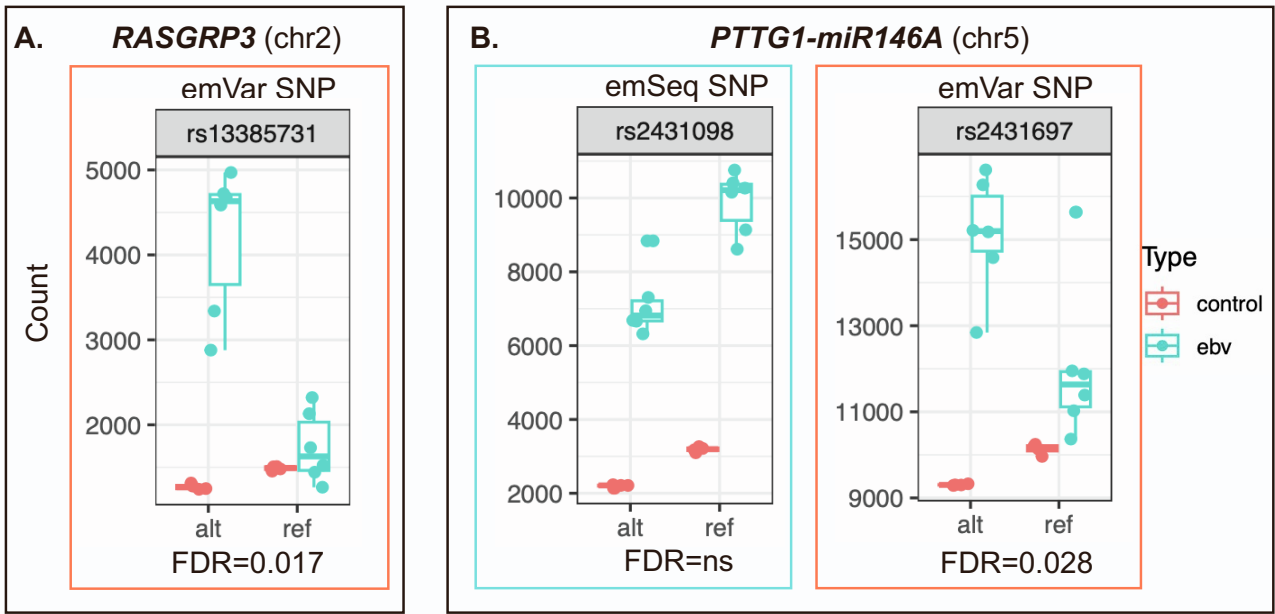 A. RASGRP3 (chr2)
emVar SNP
rs13385731
Count
5000
4000
3000
2000
alt ref
FDR=0.017
B. PTTG1-miR146A (chr5)
emSeq SNP
rs2431098
10000
8000
6000
4000
2000
alt ref
FDR=ns
emVar SNP
rs2431697
15000
13000
11000
9000
alt ref
FDR=0.028
Type
control
ebv